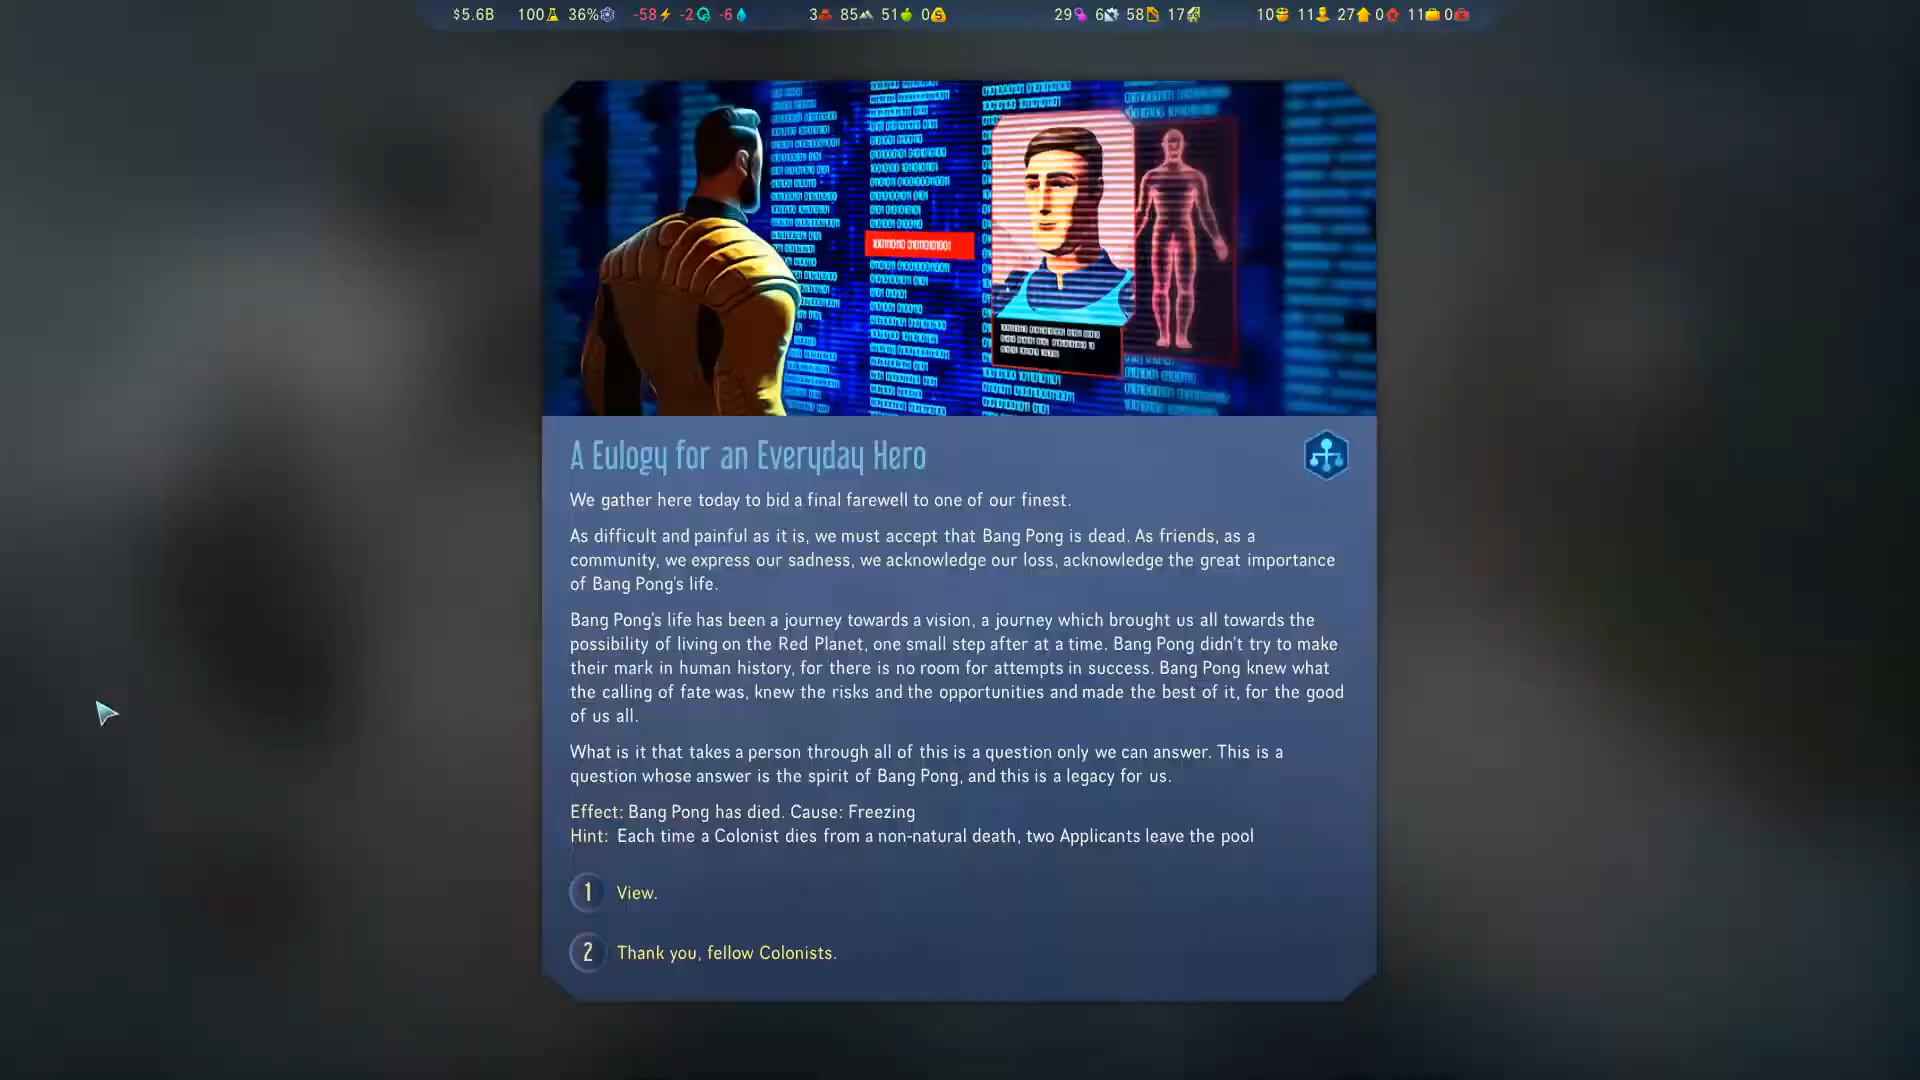 $5.6B 100 36% -58 -2 -6 3 85 51 0 29 6 58 17 10 11 27 0 11 0
A Eulogy for an Everyday Hero
We gather here today to bid a final farewell to one of our finest.
As difficult and painful as it is, we must accept that Bang Pong is dead. As friends, as a
community, we express our sadness, we acknowledge our loss, acknowledge the great importance
of Bang Pong's life.
Bang Pong's life has been a journey towards a vision, a journey which brought us all towards the
possibility of living on the Red Planet, one small step after at a time. Bang Pong didn't try to make
their mark in human history, for there is no room for attempts in success. Bang Pong knew what
the calling of fate was, knew the risks and the opportunities and made the best of it, for the good
of us all.
What is it that takes a person through all of this is a question only we can answer. This is a
question whose answer is the spirit of Bang Pong, and this is a legacy for us.
Effect: Bang Pong has died. Cause: Freezing
Hint: Each time a Colonist dies from a non-natural death, two Applicants leave the pool
1 View.
2 Thank you, fellow Colonists.